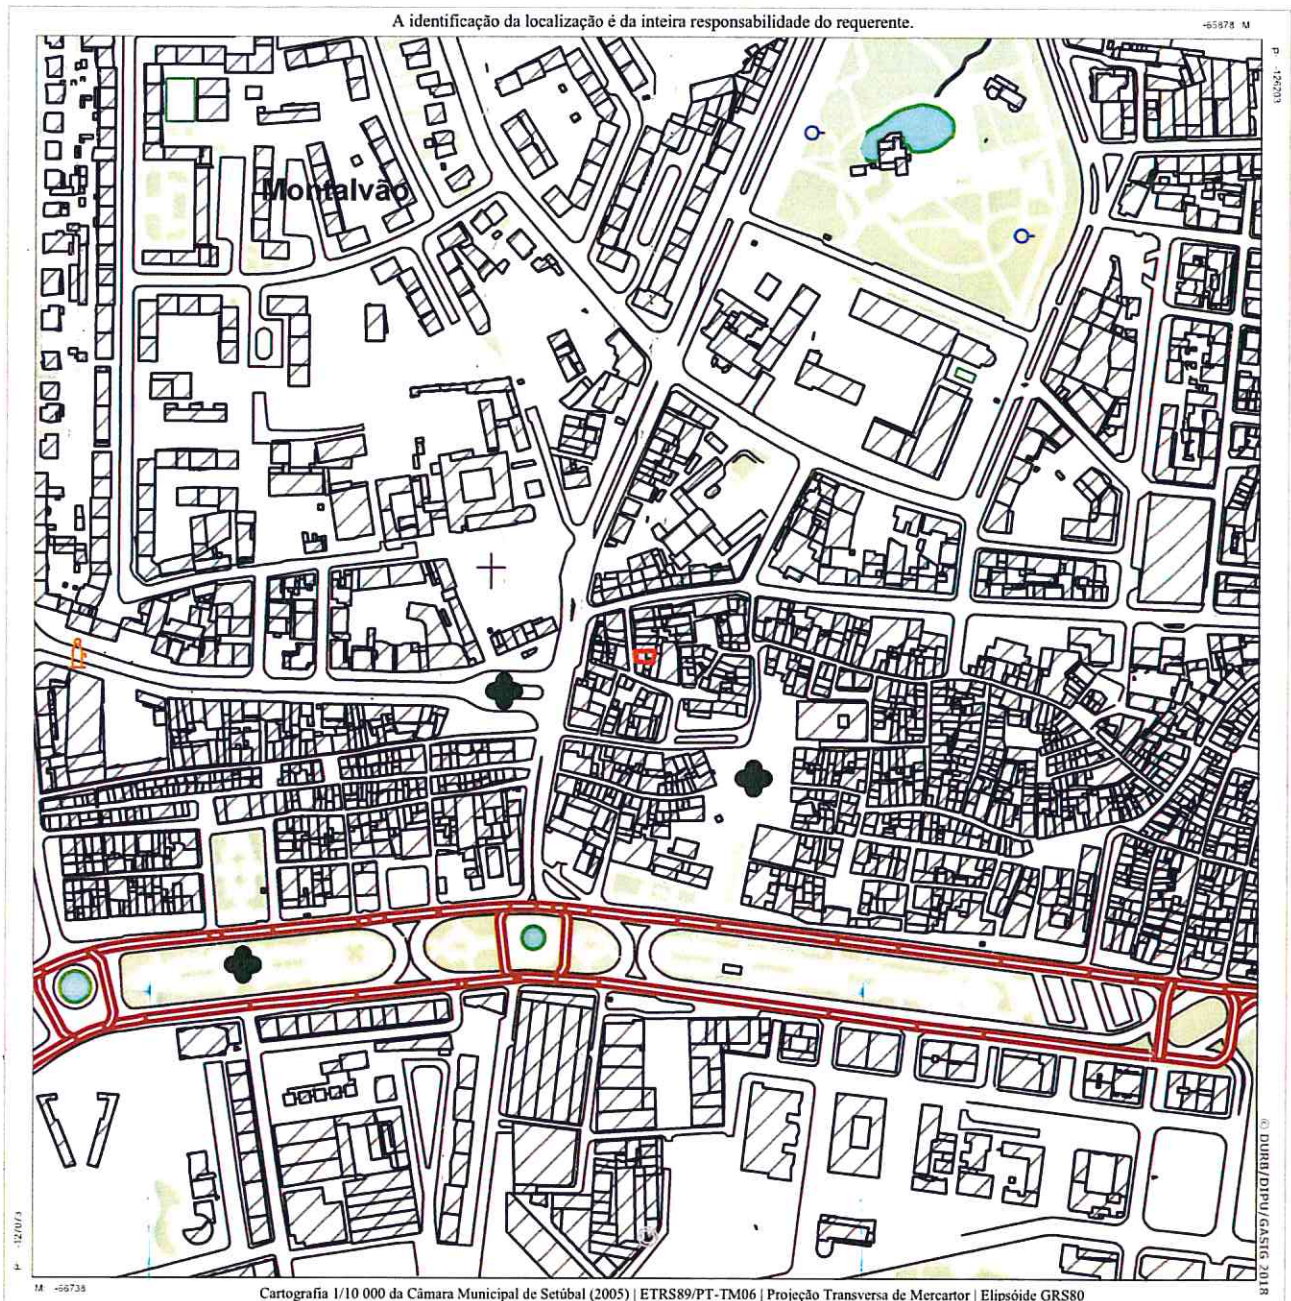 A identificação da localização é da inteira responsabilidade do requerente.
-65878 M
P: -126203
Montalvão
© DURB/DIPU/GASIG 2018
M: -66738
Cartografia 1/10 000 da Câmara Municipal de Setúbal (2005) | ETRS89/PT-TM06 | Projeção Transversa de Mercartor | Elipsóide GRS80